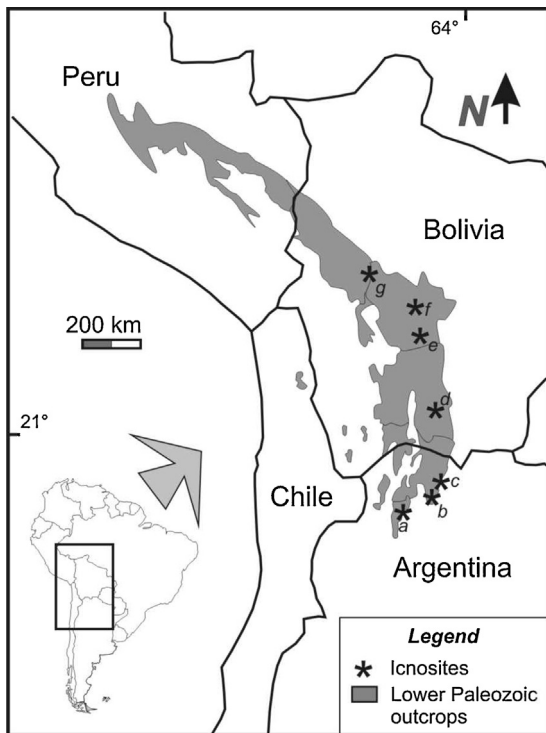 64°
Peru
N
Bolivia
g
f
e
200 km
d
21°
c
Chile
b
a
Argentina
Legend
Icnosites
Lower Paleozoic
outcrops